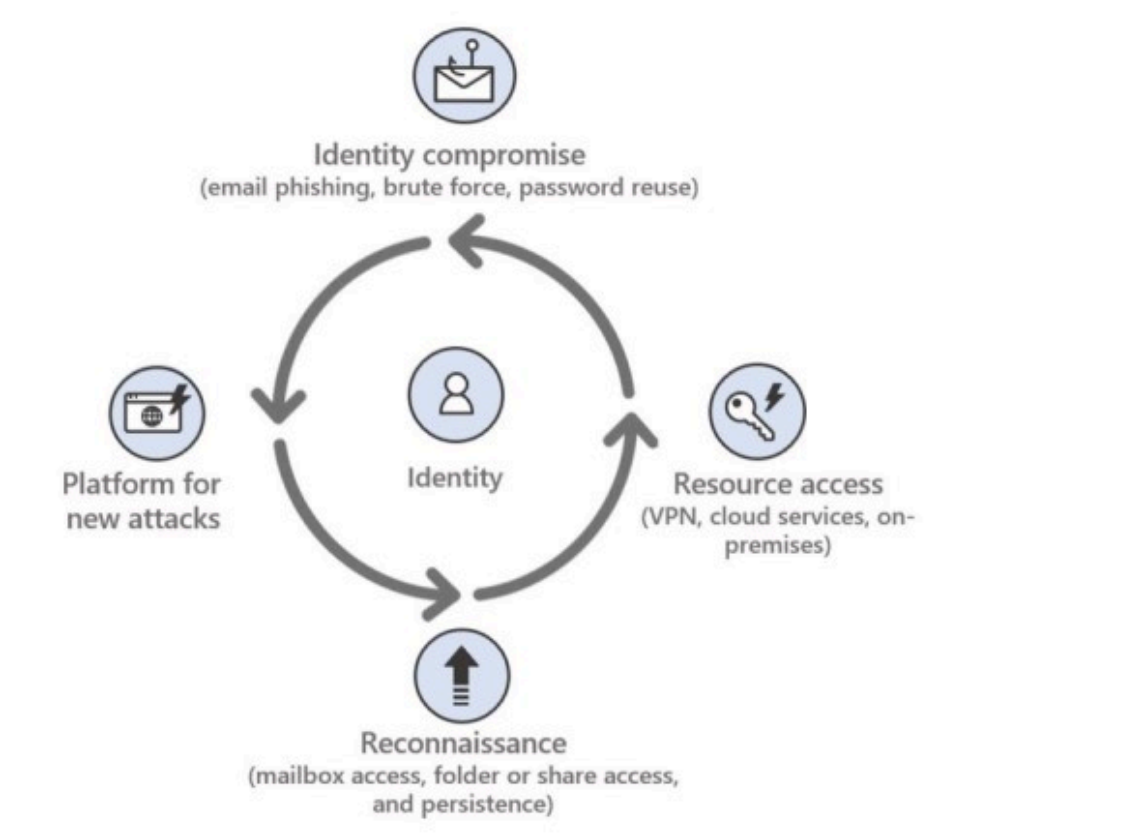 Identity compromise
(email phishing, brute force, password reuse)
Identity
Platform for
new attacks
Resource access
(VPN, cloud services, on-
premises)
Reconnaissance
(mailbox access, folder or share access,
and persistence)